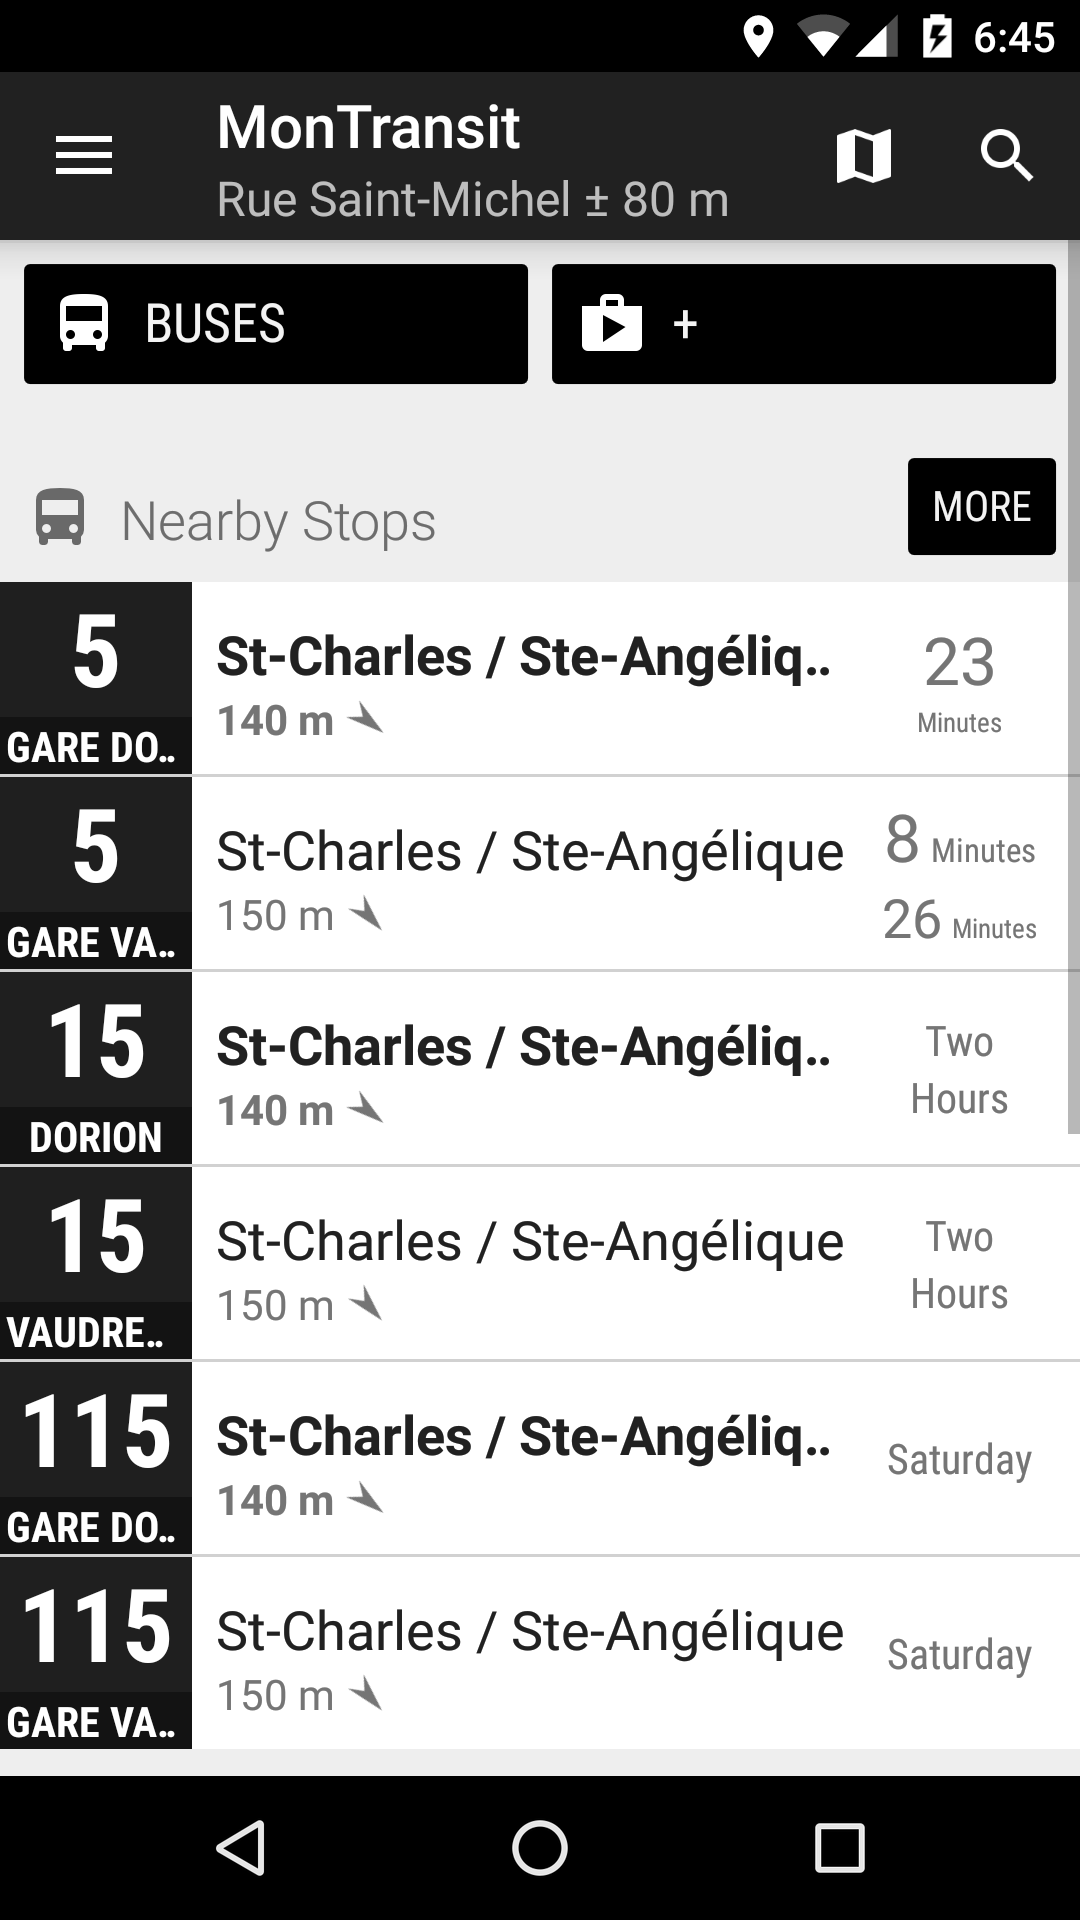 6:45
MonTransit
Rue Saint-Michel ± 80 m
BUSES
+
Nearby Stops
MORE
5
GARE DO..
St-Charles / Ste-Angéliq..
140 m
23
Minutes
5
GARE VA..
St-Charles / Ste-Angélique
150 m
8 Minutes
26 Minutes
15
DORION
St-Charles / Ste-Angéliq..
140 m
Two
Hours
15
VAUDRE..
St-Charles / Ste-Angélique
150 m
Two
Hours
115
GARE DO..
St-Charles / Ste-Angéliq..
140 m
Saturday
115
GARE VA..
St-Charles / Ste-Angélique
150 m
Saturday